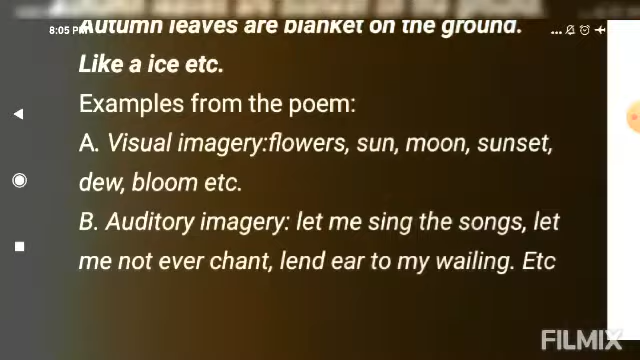 Autumn leaves are blanket on the ground.
8:05 PM
Like a ice etc.
Examples from the poem:
A. Visual imagery:flowers, sun, moon, sunset,
dew, bloom etc.
B. Auditory imagery: let me sing the songs, let
me not ever chant, lend ear to my wailing. Etc
FILMIX